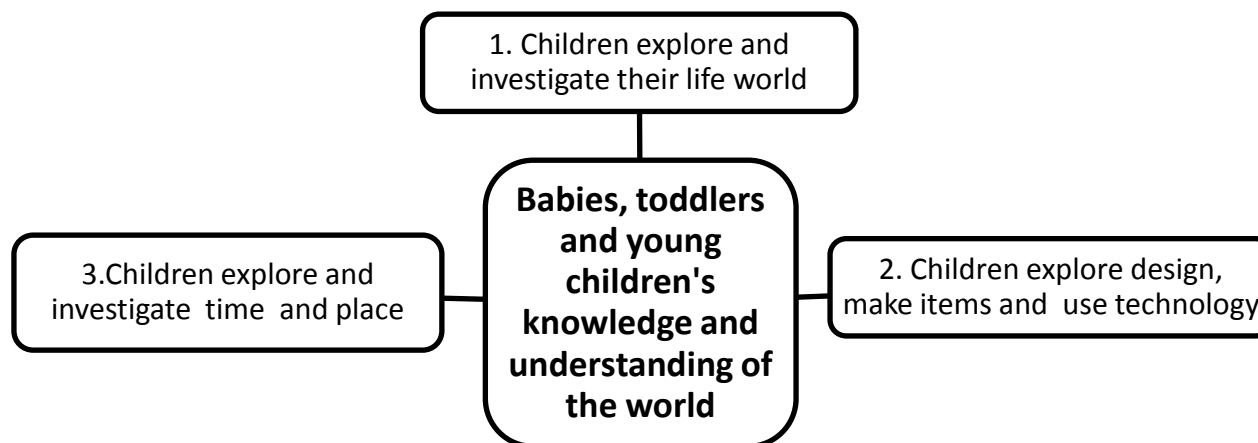 1. Children explore and
investigate their life world
Babies, toddlers
and young
children's
knowledge and
understanding of
the world
3.Children explore and
investigate  time  and place
2. Children explore design,
make items and  use technology